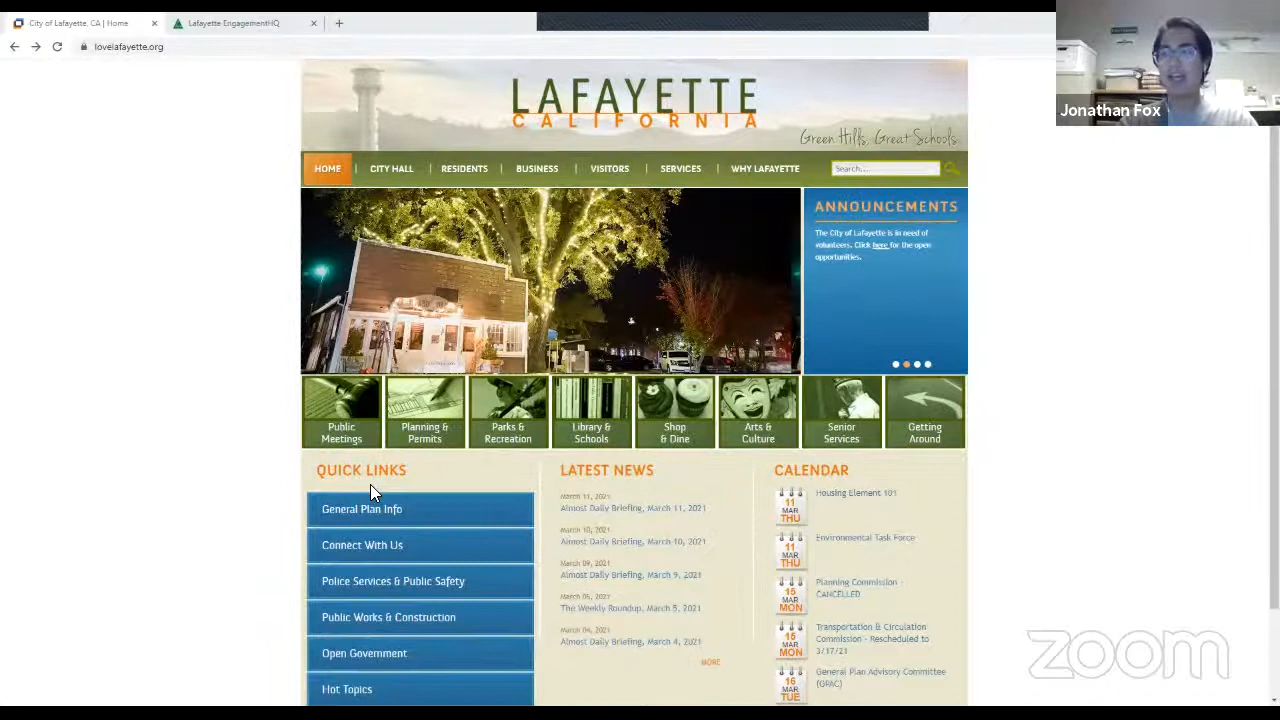 City of Lafayette, CA | Home
Lafayette EngagementHQ
lovelafayette.org
Jonathan Fox
LAFAYETTE
CALIFORNIA
Green Hills, Great Schools
HOME
CITY HALL
RESIDENTS
BUSINESS
VISITORS
SERVICES
WHY LAFAYETTE
Search...
ANNOUNCEMENTS
The City of Lafayette is in need of
volunteers. Click here for the open
opportunities.
Public
Meetings
Planning &
Permits
Parks &
Recreation
Library &
Schools
Shop
& Dine
Arts &
Culture
Senior
Services
Getting
Around
QUICK LINKS
General Plan Info
Connect With Us
Police Services & Public Safety
Public Works & Construction
Open Government
Hot Topics
LATEST NEWS
March 11, 2021
Almost Daily Briefing, March 11, 2021
March 10, 2021
Almost Daily Briefing, March 10, 2021
March 09, 2021
Almost Daily Briefing, March 9, 2021
March 05, 2021
The Weekly Roundup, March 5, 2021
March 04, 2021
Almost Daily Briefing, March 4, 2021
MORE
CALENDAR
11
MAR
THU
Housing Element 101
11
MAR
THU
Environmental Task Force
15
MAR
MON
Planning Commission -
CANCELLED
15
MAR
MON
Transportation & Circulation
Commission - Rescheduled to
3/17/21
16
MAR
TUE
General Plan Advisory Committee
(GPAC)
zoom